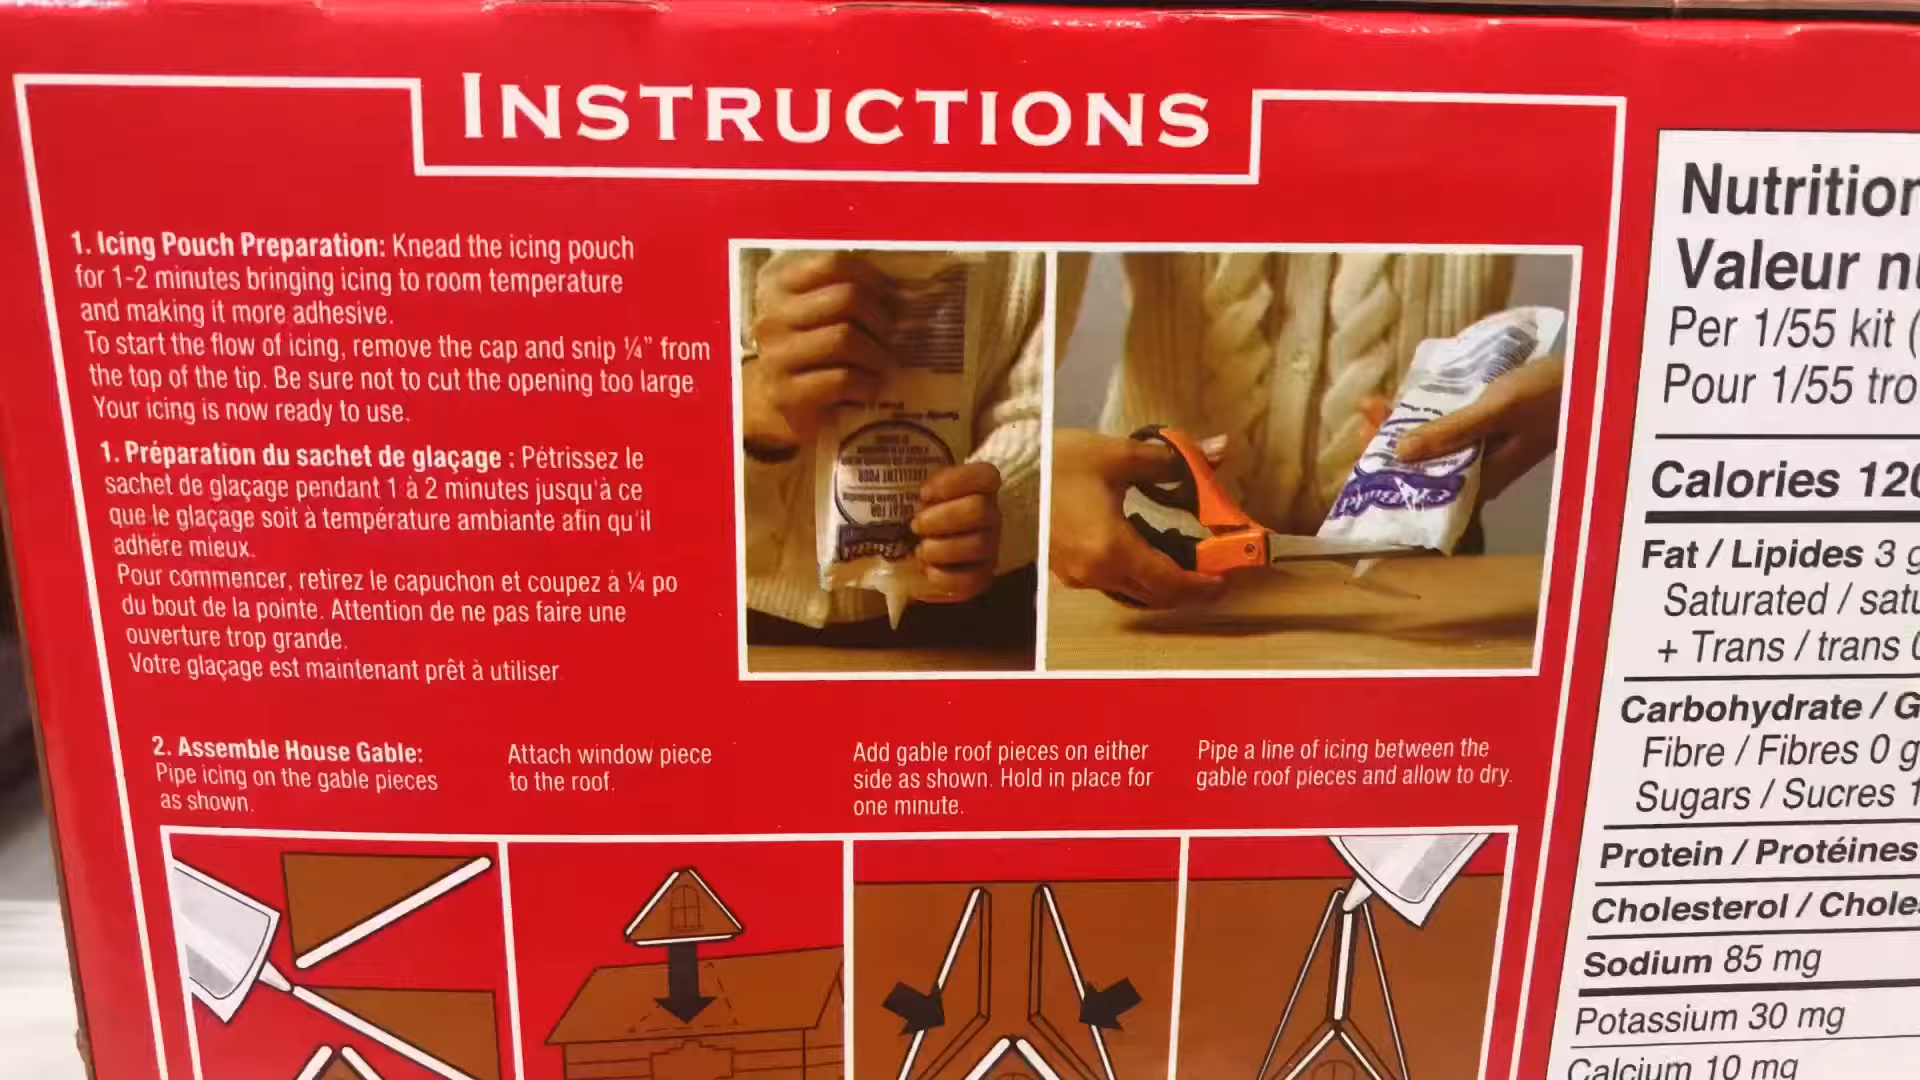 INSTRUCTIONS
1. Icing Pouch Preparation: Knead the icing pouch
for 1-2 minutes bringing icing to room temperature
and making it more adhesive.
To start the flow of icing, remove the cap and snip ¼" from
the top of the tip. Be sure not to cut the opening too large
Your icing is now ready to use.
1. Préparation du sachet de glaçage : Pétrissez le
sachet de glaçage pendant 1 à 2 minutes jusqu'à ce
que le glaçage soit à température ambiante afin qu'il
adhère mieux.
Pour commencer, retirez le capuchon et coupez à ¼ po
du bout de la pointe. Attention de ne pas faire une
ouverture trop grande.
Votre glaçage est maintenant prêt à utiliser
2. Assemble House Gable:
Pipe icing on the gable pieces
as shown.
Attach window piece
to the roof.
Add gable roof pieces on either
side as shown. Hold in place for
one minute.
Pipe a line of icing between the
gable roof pieces and allow to dry.
Nutrition
Valeur nu
Per 1/55 kit (
Pour 1/55 tro
Calories 120
Fat / Lipides 3 g
Saturated / satu
+ Trans / trans 0
Carbohydrate / G
Fibre / Fibres 0 g
Sugars / Sucres 1
Protein / Protéines
Cholesterol / Choles
Sodium 85 mg
Potassium 30 mg
Calcium 10 mg